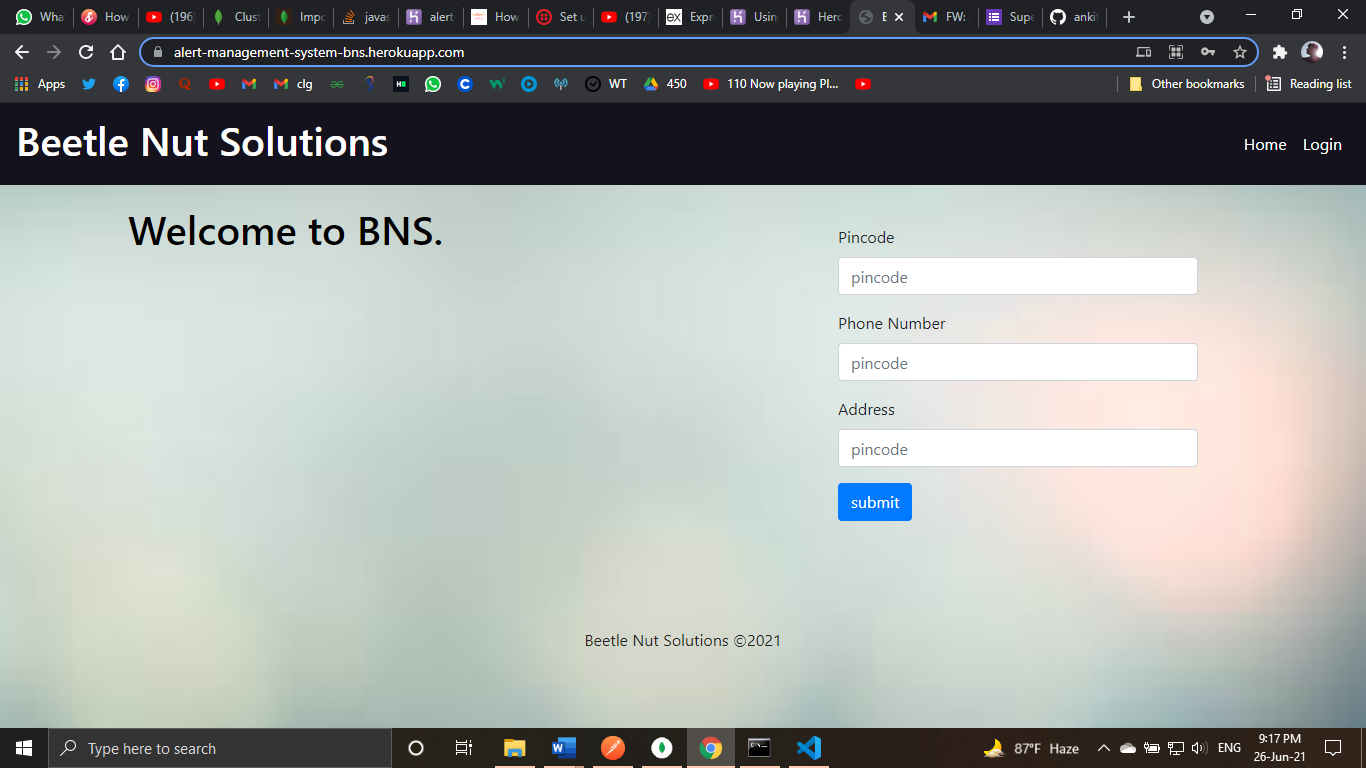 Wha
How
(196
Clust
Impo
javas
alert
How
Set u
(197
Expr
Usin
Hero
FW:
Supe
ankit
alert-management-system-bns.herokuapp.com
Apps
clg
WT
450
110 Now playing Pl...
Other bookmarks
Reading list
Beetle Nut Solutions
Home
Login
Welcome to BNS.
Pincode
pincode
Phone Number
pincode
Address
pincode
submit
Beetle Nut Solutions ©2021
Type here to search
87°F Haze
ENG
9:17 PM
26-Jun-21